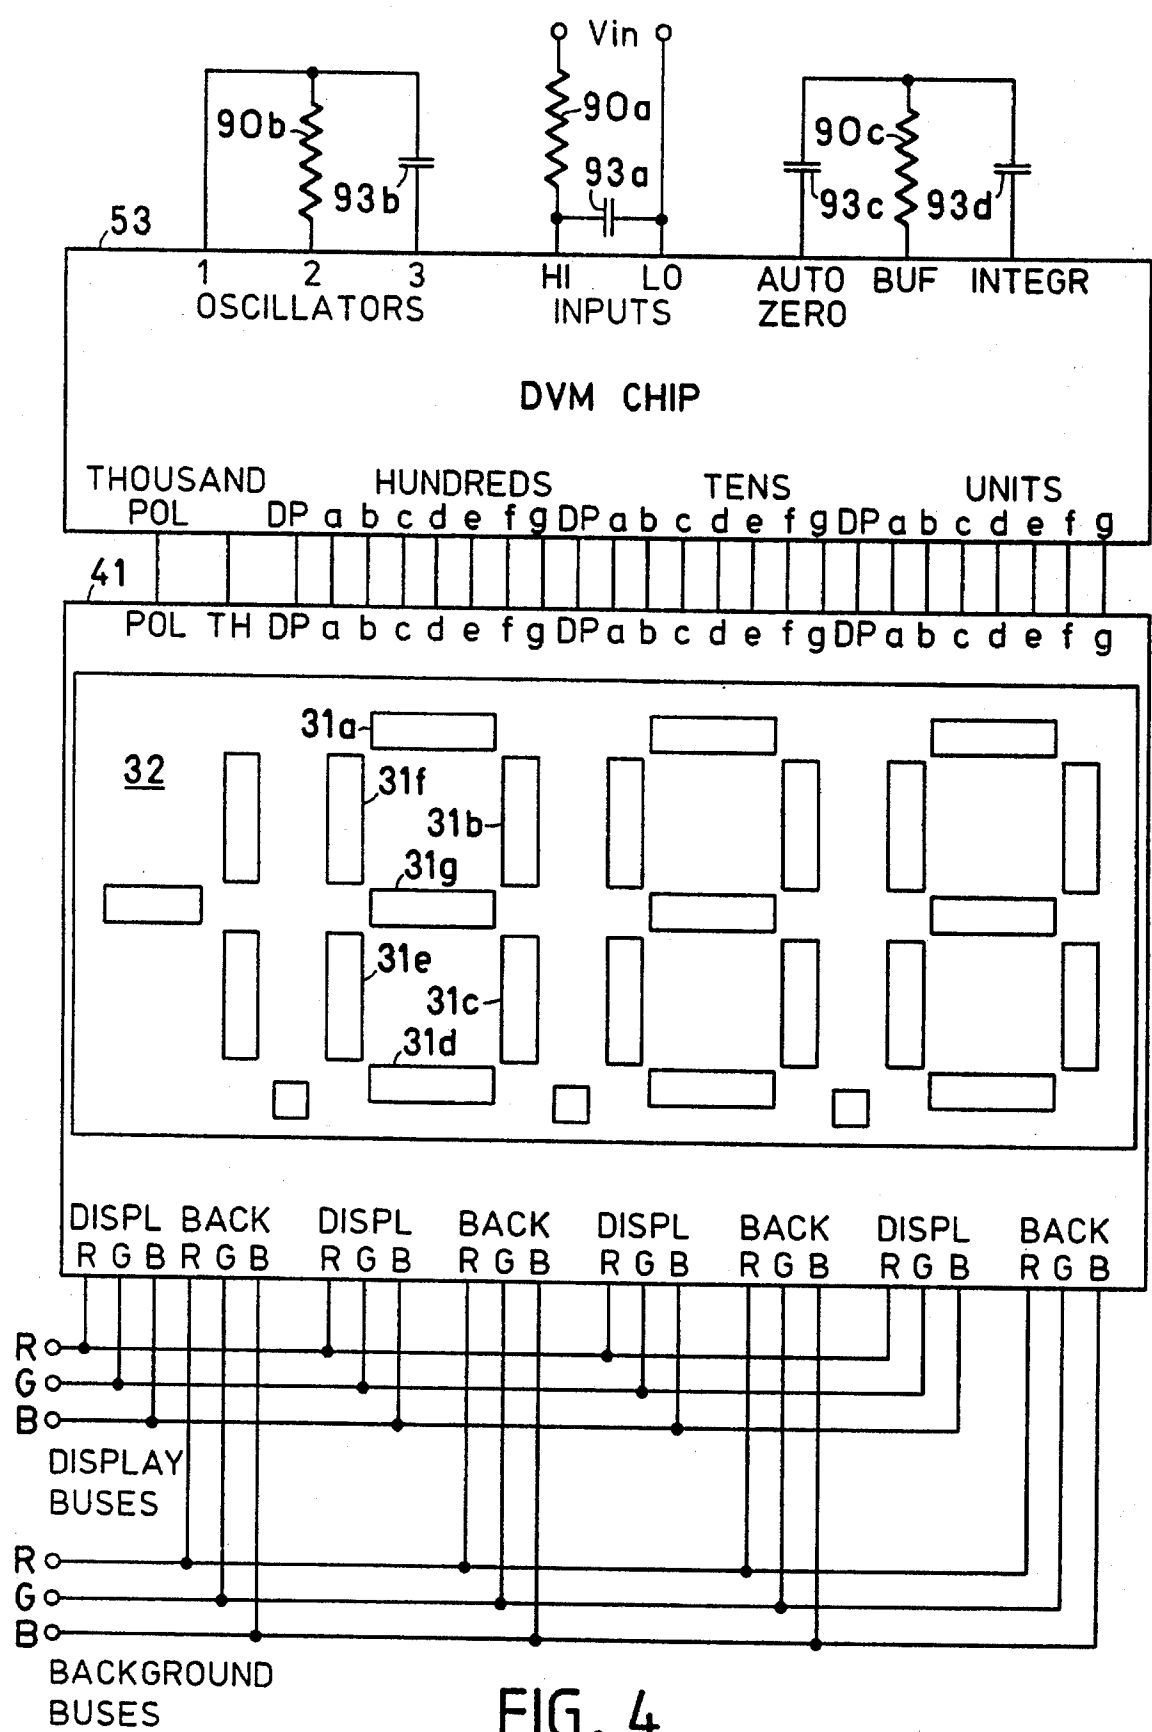 Vin
90b 90a 90c
93b 93a 93c 93d
53
1 2 3 HI LO AUTO BUF INTEGR
OSCILLATORS INPUTS ZERO
DVM CHIP
THOUSAND HUNDREDS TENS UNITS
POL DP a b c d e f g DP a b c d e f g DP a b c d e f g
41
POL TH DP a b c d e f g DP a b c d e f g DP a b c d e f g
31a
32 31f
31b
31g
31e
31c
31d
DISPL BACK DISPL BACK DISPL BACK DISPL BACK
R G B R G B R G B R G B R G B R G B R G B R G B
R
G
B
DISPLAY
BUSES
R
G
B
BACKGROUND
BUSES
FIG. 4